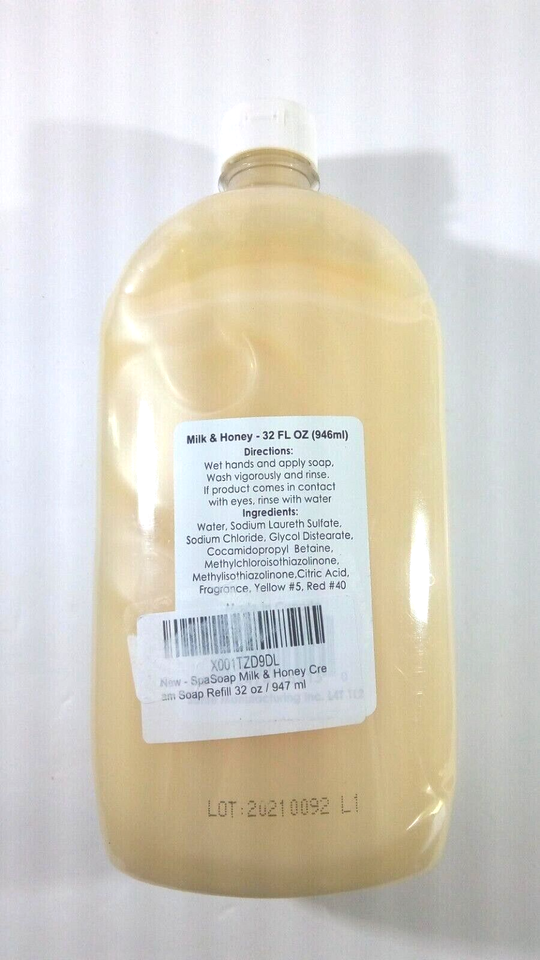 Milk & Honey - 32 FL OZ (946ml)
Directions:
Wet hands and apply soap,
Wash vigorously and rinse.
If product comes in contact
with eyes, rinse with water
Ingredients:
Water, Sodium Laureth Sulfate,
Sodium Chloride, Glycol Distearate,
Cocamidopropyl Betaine,
Methylchloroisothiazolinone,
Methylisothiazolinone,Citric Acid,
Fragrance, Yellow #5, Red #40
X001TZD9DL
New - SpaSoap Milk & Honey Cre
am Soap Refill 32 oz / 947 ml
LOT:20210092 L1